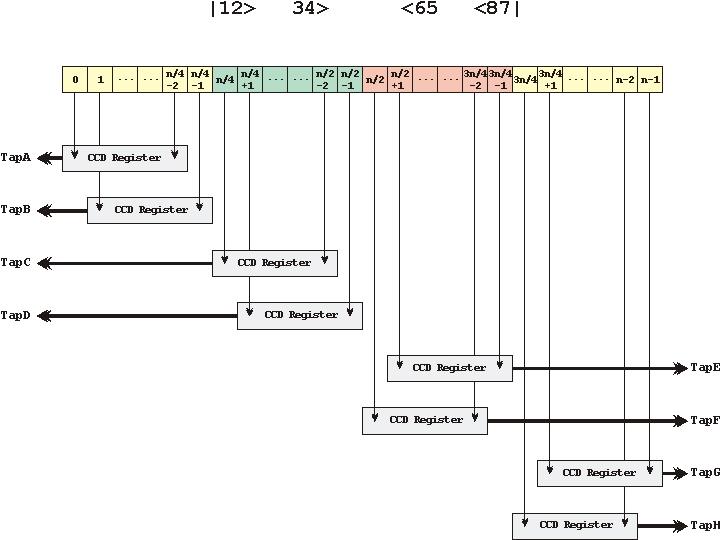 |12> 34> <65 <87|
0 1 ... ... n/4 -2 n/4 -1 n/4 n/4 +1 ... ... n/2 -2 n/2 -1 n/2 n/2 +1 ... ... 3n/4 -2 3n/4 -1 3n/4 3n/4 +1 ... ... n-2 n-1
TapA CCD Register
TapB CCD Register
TapC CCD Register
TapD CCD Register
CCD Register TapE
CCD Register TapF
CCD Register TapG
CCD Register TapH